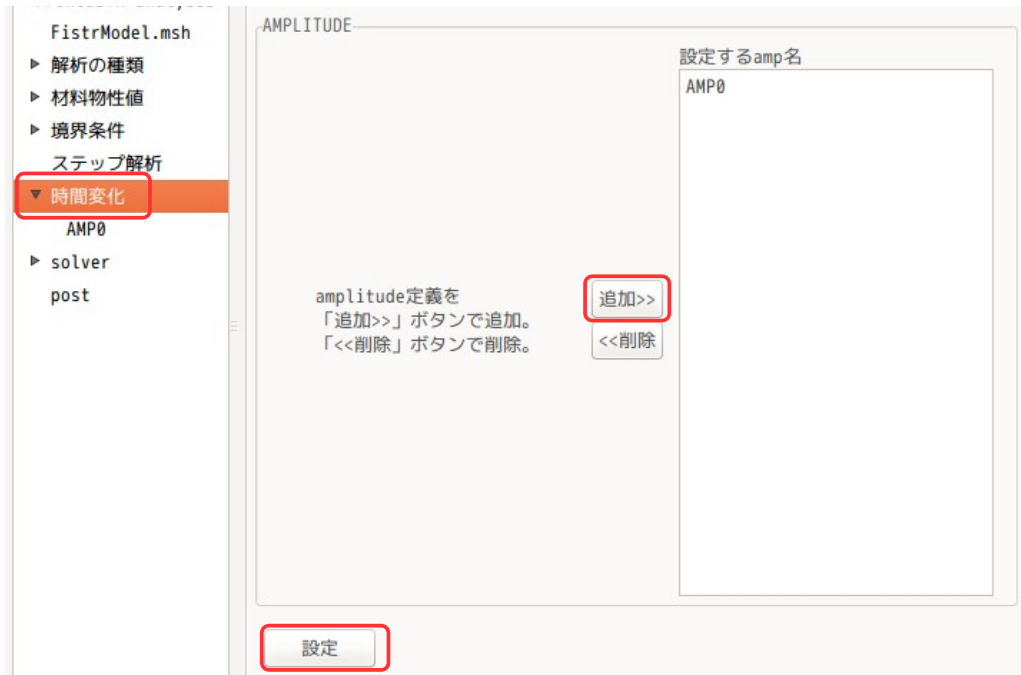 FistrModel.msh
解析の種類
材料物性値
境界条件
ステップ解析
時間変化
AMP0
solver
post
AMPLITUDE
設定するamp名
AMP0
amplitude定義を
「追加>>」ボタンで追加。
「<<削除」ボタンで削除。
追加>>
<<削除
設定